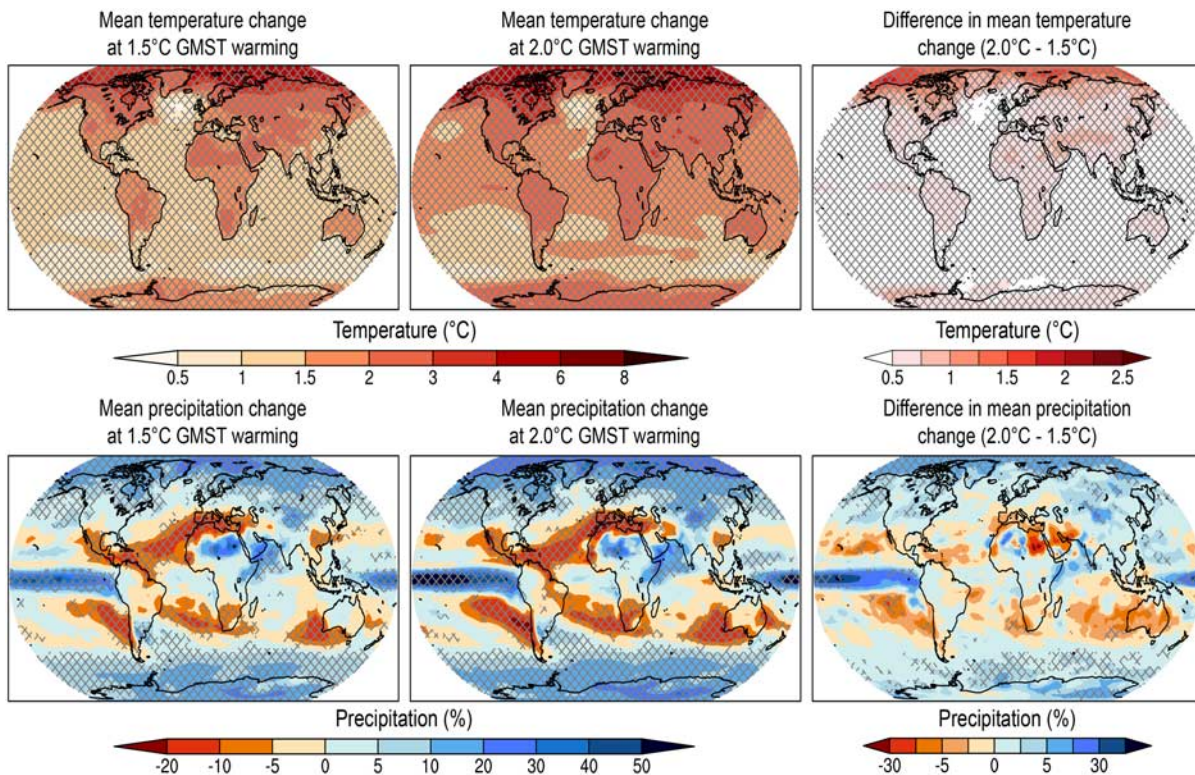 Mean temperature change
at 1.5°C GMST warming
Mean temperature change
at 2.0°C GMST warming
Difference in mean temperature
change (2.0°C - 1.5°C)
Temperature (°C)
0.5 1 1.5 2 3 4 6 8
Temperature (°C)
0.5 1 1.5 2 2.5
Mean precipitation change
at 1.5°C GMST warming
Mean precipitation change
at 2.0°C GMST warming
Difference in mean precipitation
change (2.0°C - 1.5°C)
Precipitation (%)
-20 -10 -5 0 5 10 20 30 40 50
Precipitation (%)
-30 -5 0 5 30